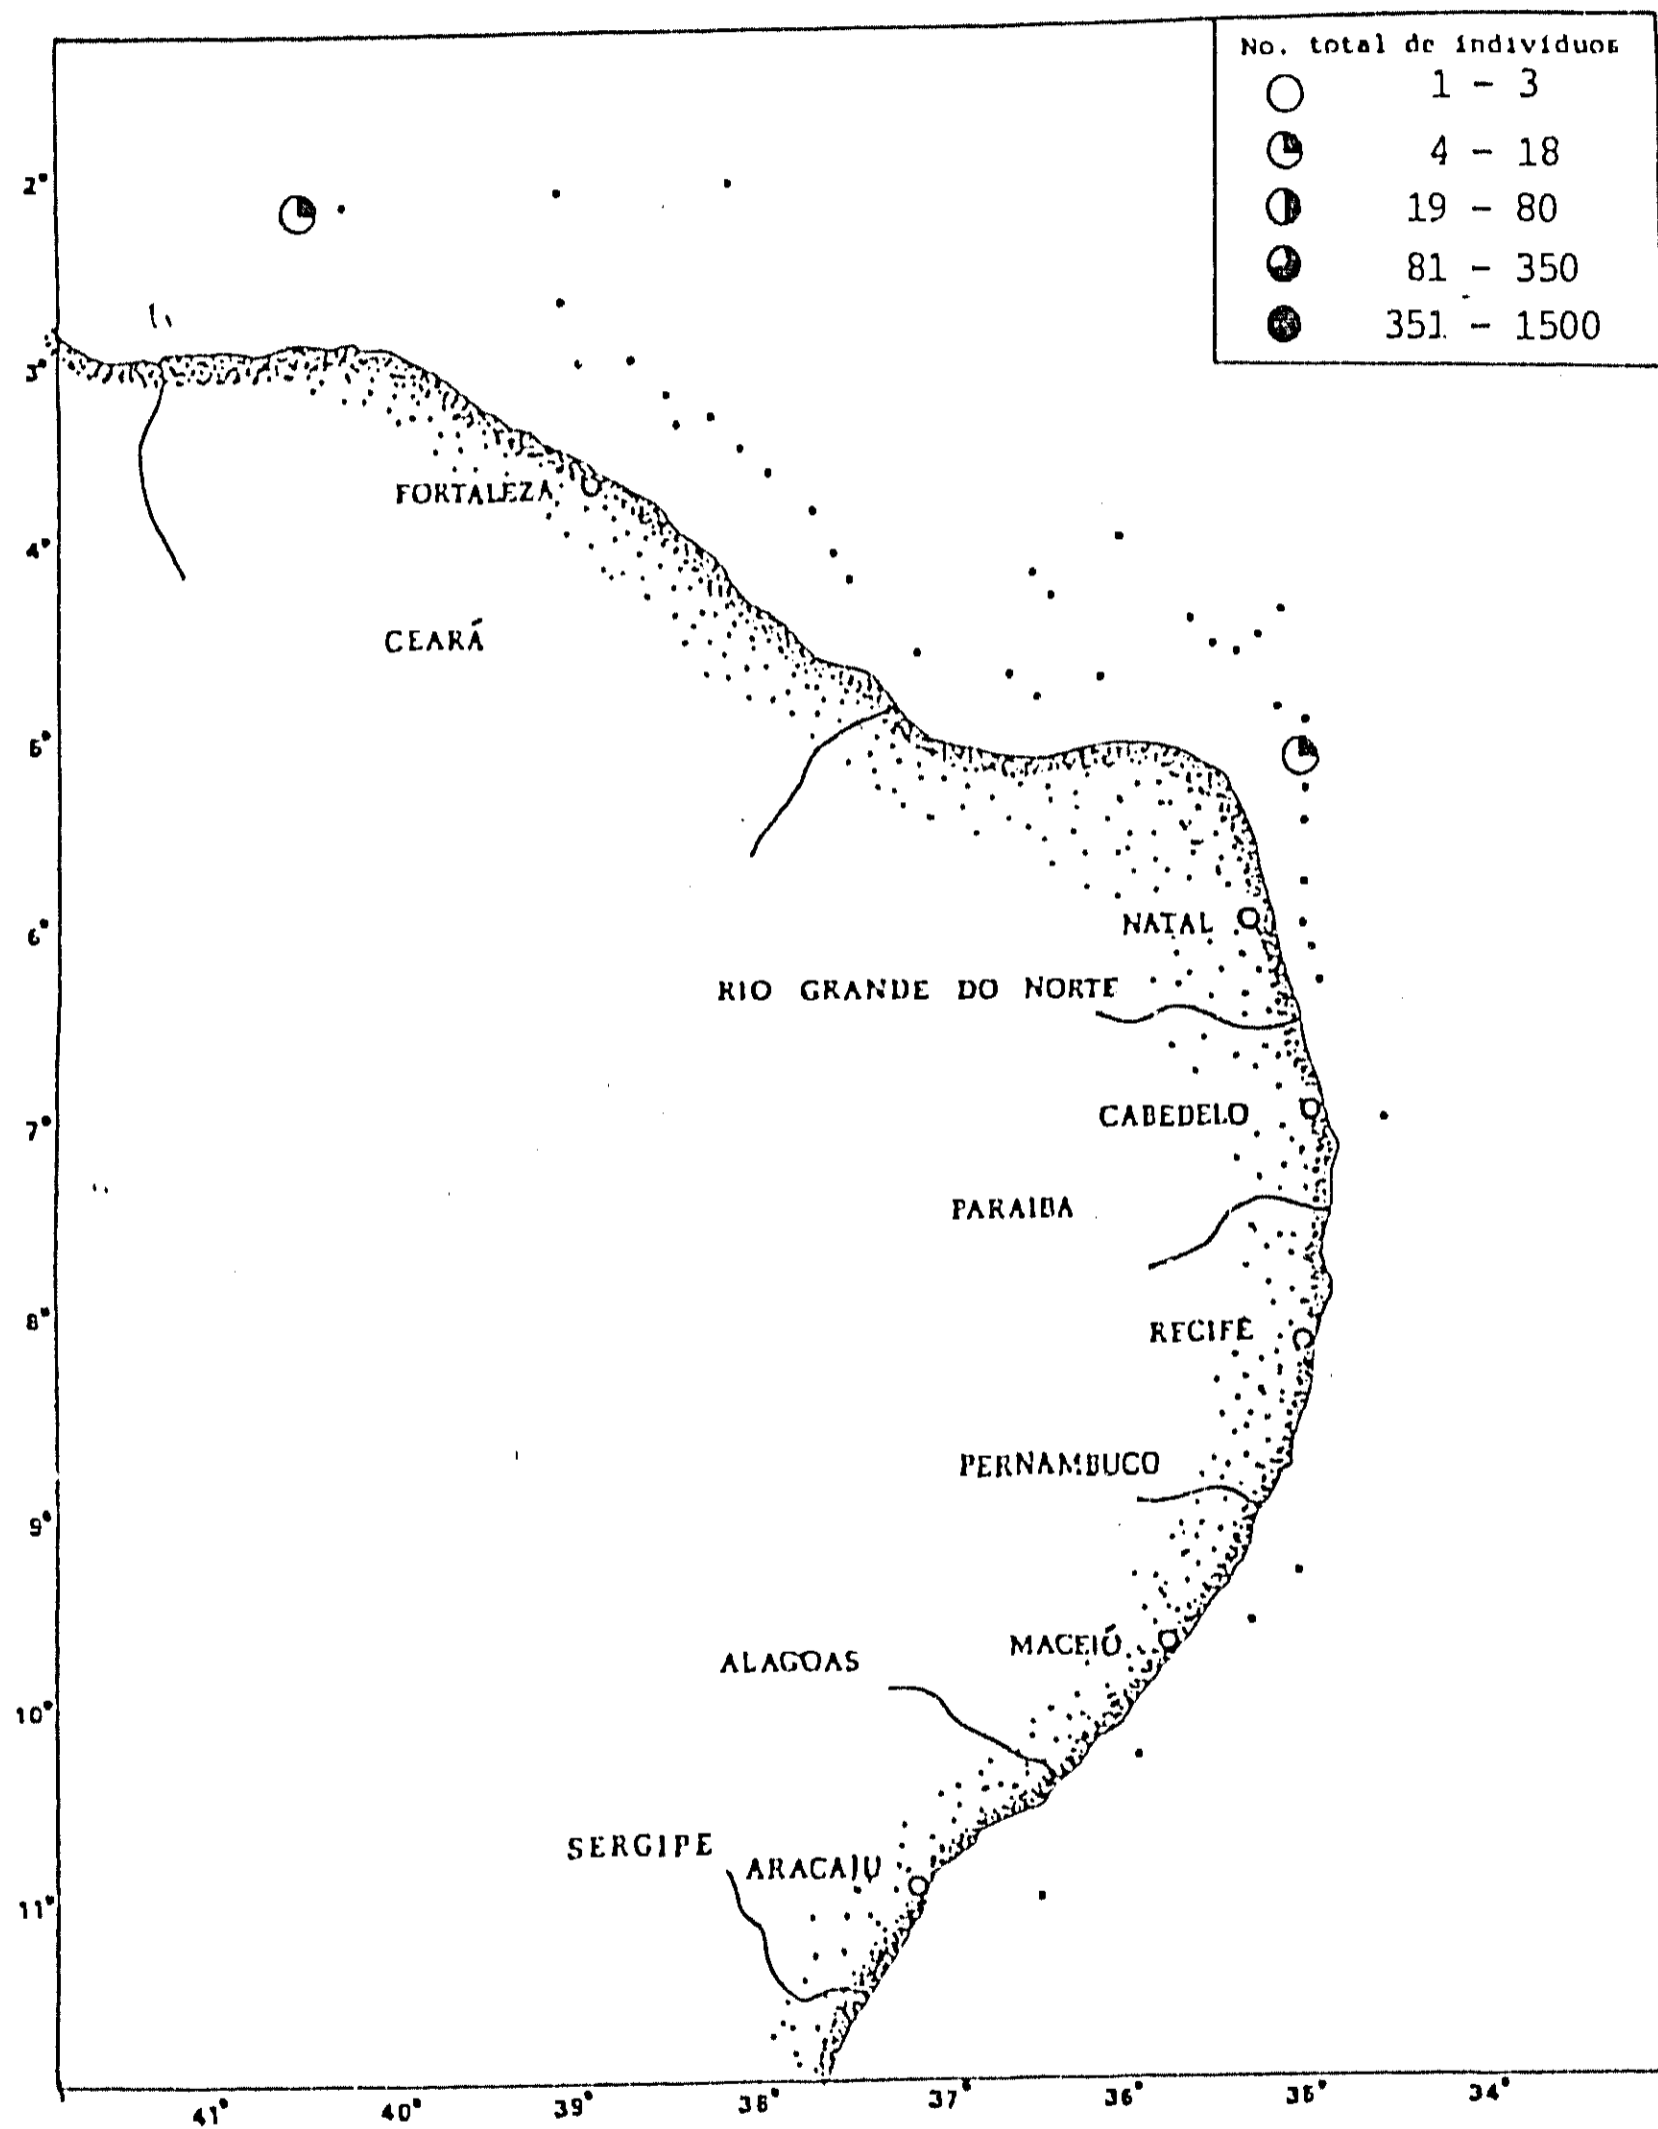 No. total de indivíduos
1 - 3
4 - 18
19 - 80
81 - 350
351 - 1500
2°
3°
FORTALEZA
4°
CEARÁ
5°
NATAL
6°
RIO GRANDE DO NORTE
CABEDELO
7°
PARAIBA
8°
RECIFE
PERNAMBUCO
9°
MACEIÓ
ALAGOAS
10°
SERGIPE
ARACAJU
11°
41° 40° 39° 38° 37° 36° 35° 34°